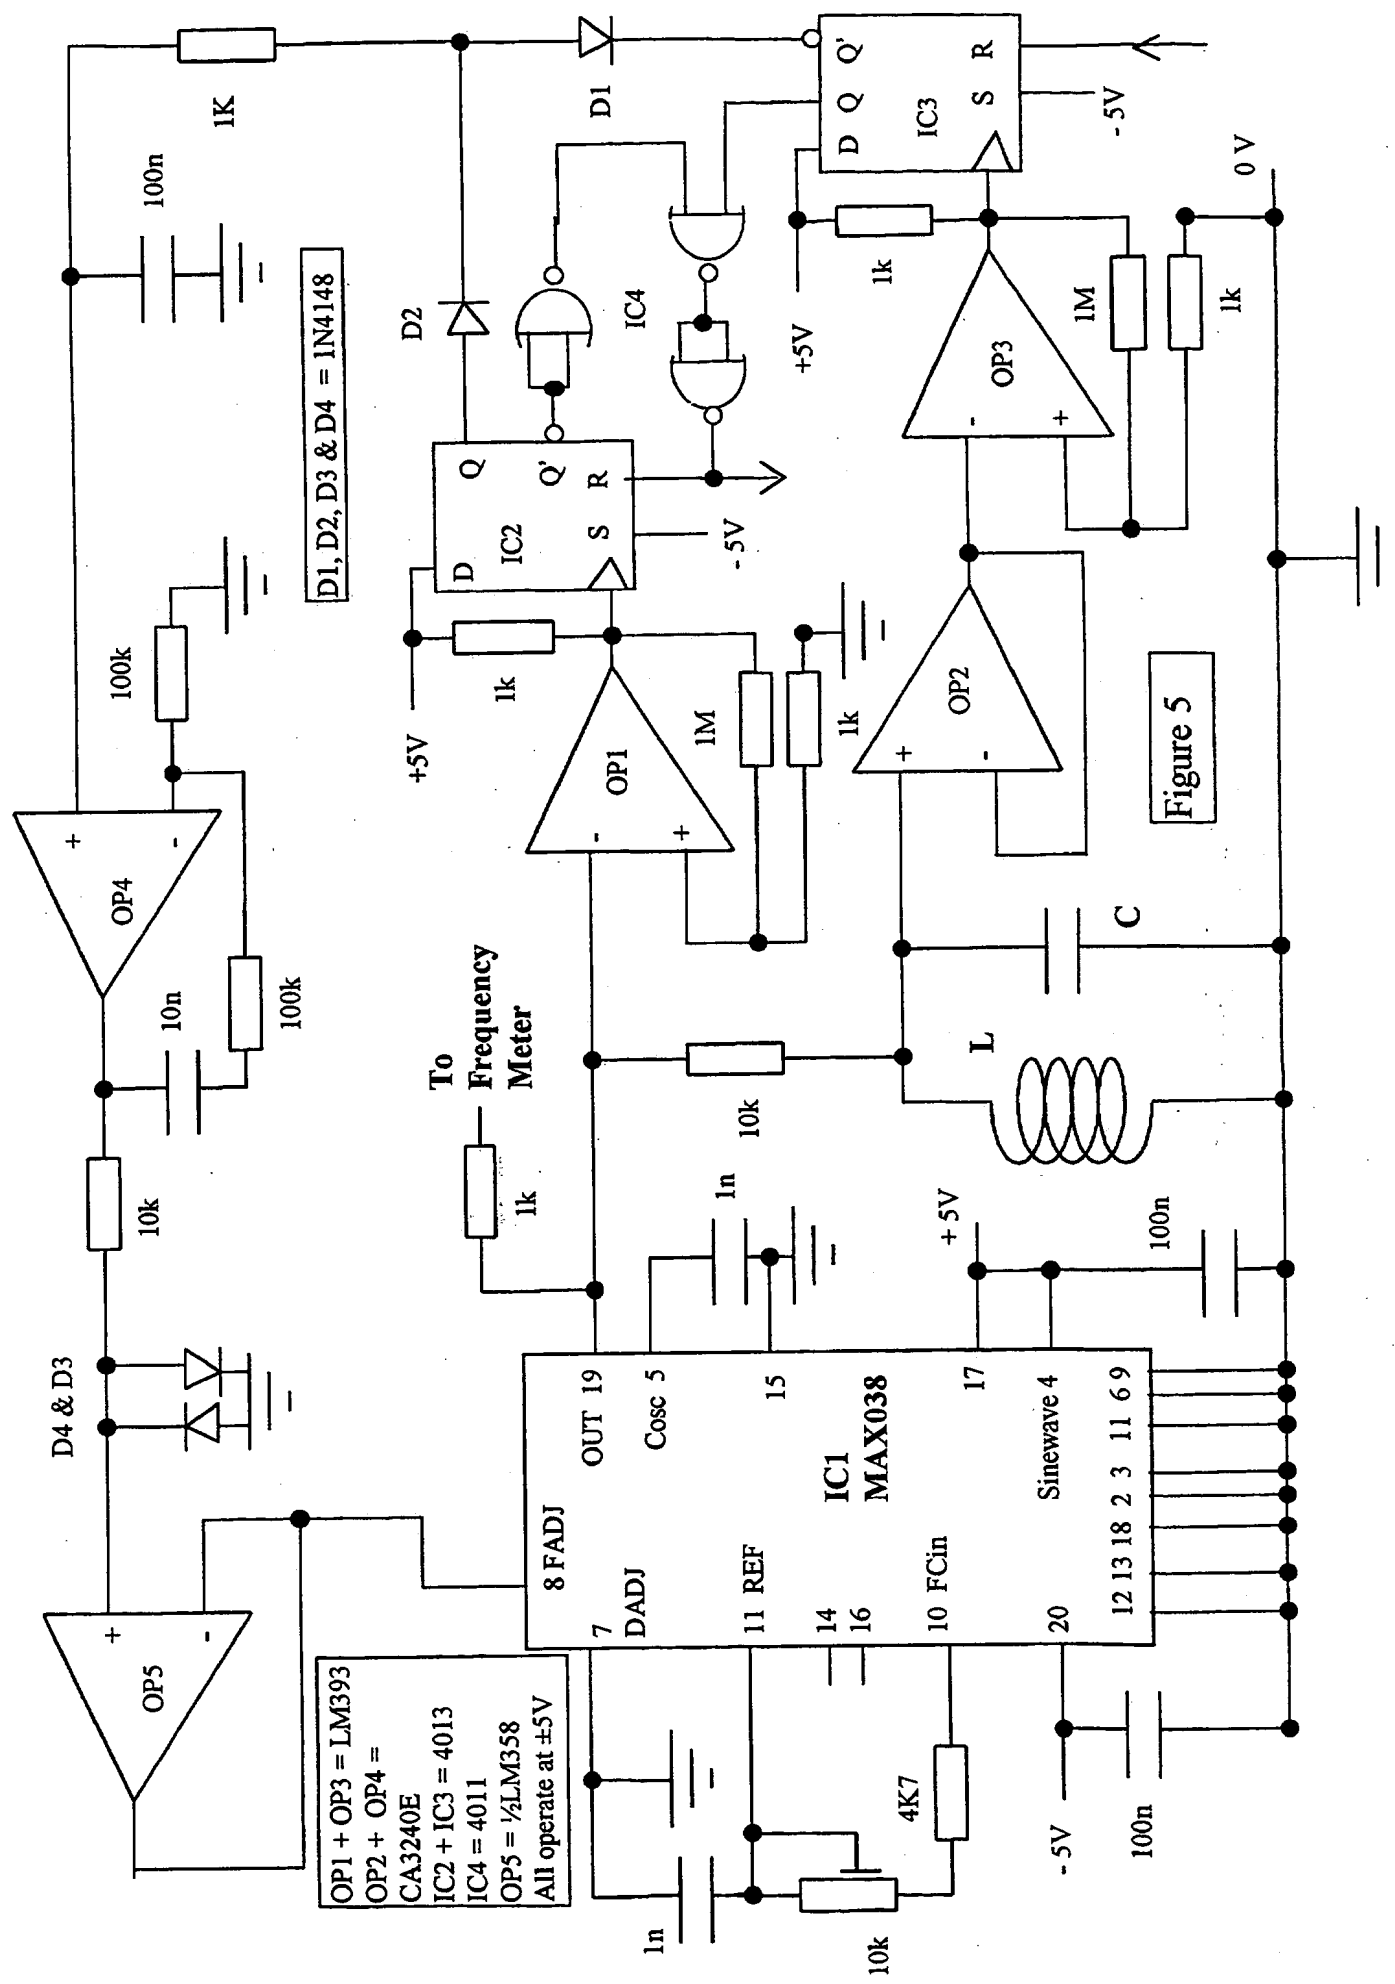 1K
100n
D1, D2, D3 & D4 = 1N4148
D1
D2
IC4
Q'
Q
D
IC3
R
S
- 5V
0 V
+5V
1k
1M
1k
OP3
-
+
Q
Q'
R
S
D
IC2
- 5V
+5V
1k
1M
1k
OP1
-
+
OP2
+
-
Figure 5
100k
OP4
+
-
10n
100k
10k
To
Frequency
Meter
1k
10k
L
C
1n
+ 5V
100n
D4 & D3
OP5
+
-
OP1 + OP3 = LM393
OP2 + OP4 =
CA3240E
IC2 + IC3 = 4013
IC4 = 4011
OP5 = ½LM358
All operate at ±5V
8 FADJ
7
DADJ
OUT 19
Cosc 5
15
IC1
MAX038
17
Sinewave 4
11 REF
14
16
10 FCin
20
12 13 18 2 3 11 6 9
1n
10k
4K7
- 5V
100n